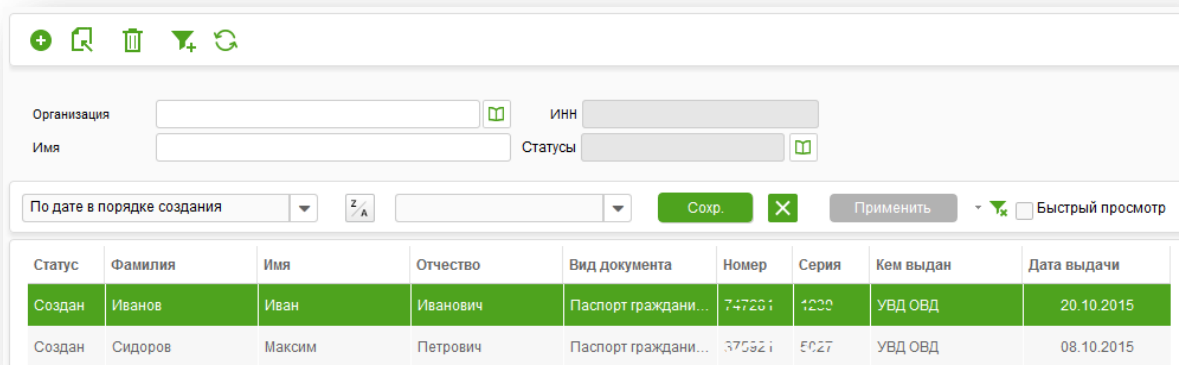 Организация ИНН
Имя Статусы
По дате в порядке создания Z/A Сохр. Применить Быстрый просмотр
Статус Фамилия Имя Отчество Вид документа Номер Серия Кем выдан Дата выдачи
Создан Иванов Иван Иванович Паспорт граждани... УВД ОВД 20.10.2015
Создан Сидоров Максим Петрович Паспорт граждани... УВД ОВД 08.10.2015